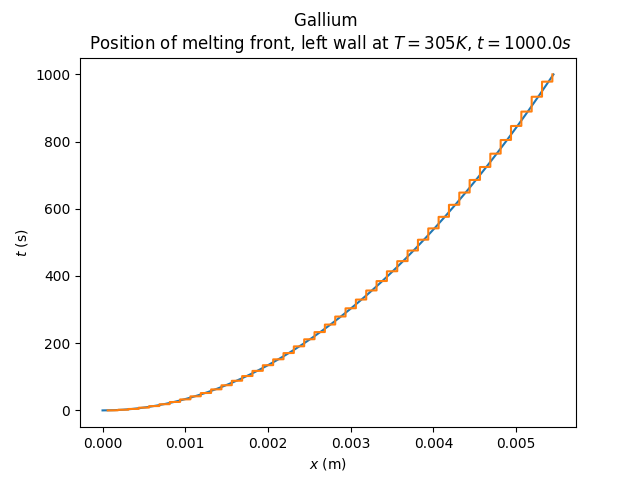 Gallium
Position of melting front, left wall at T = 305K, t = 1000.0s
1000
800
600
400
200
0
t (s)
0.000 0.001 0.002 0.003 0.004 0.005
x (m)